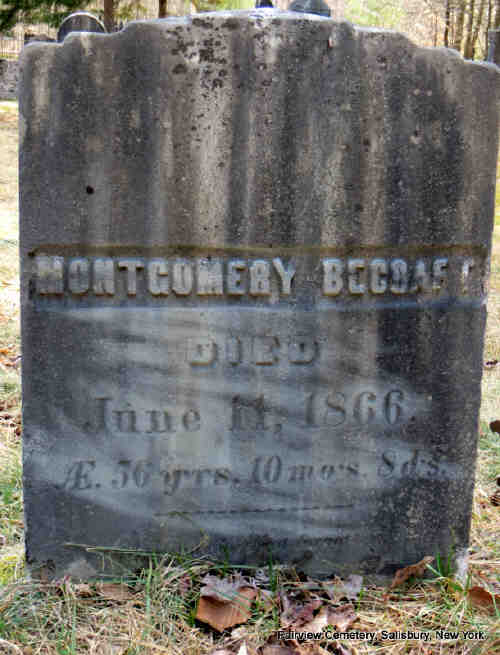 MONTGOMERY
DIED
June 11, 1866.
Æ. 56 yrs. 10 mo's. 8 d's.
Fairview Cemetery, Salisbury, New York